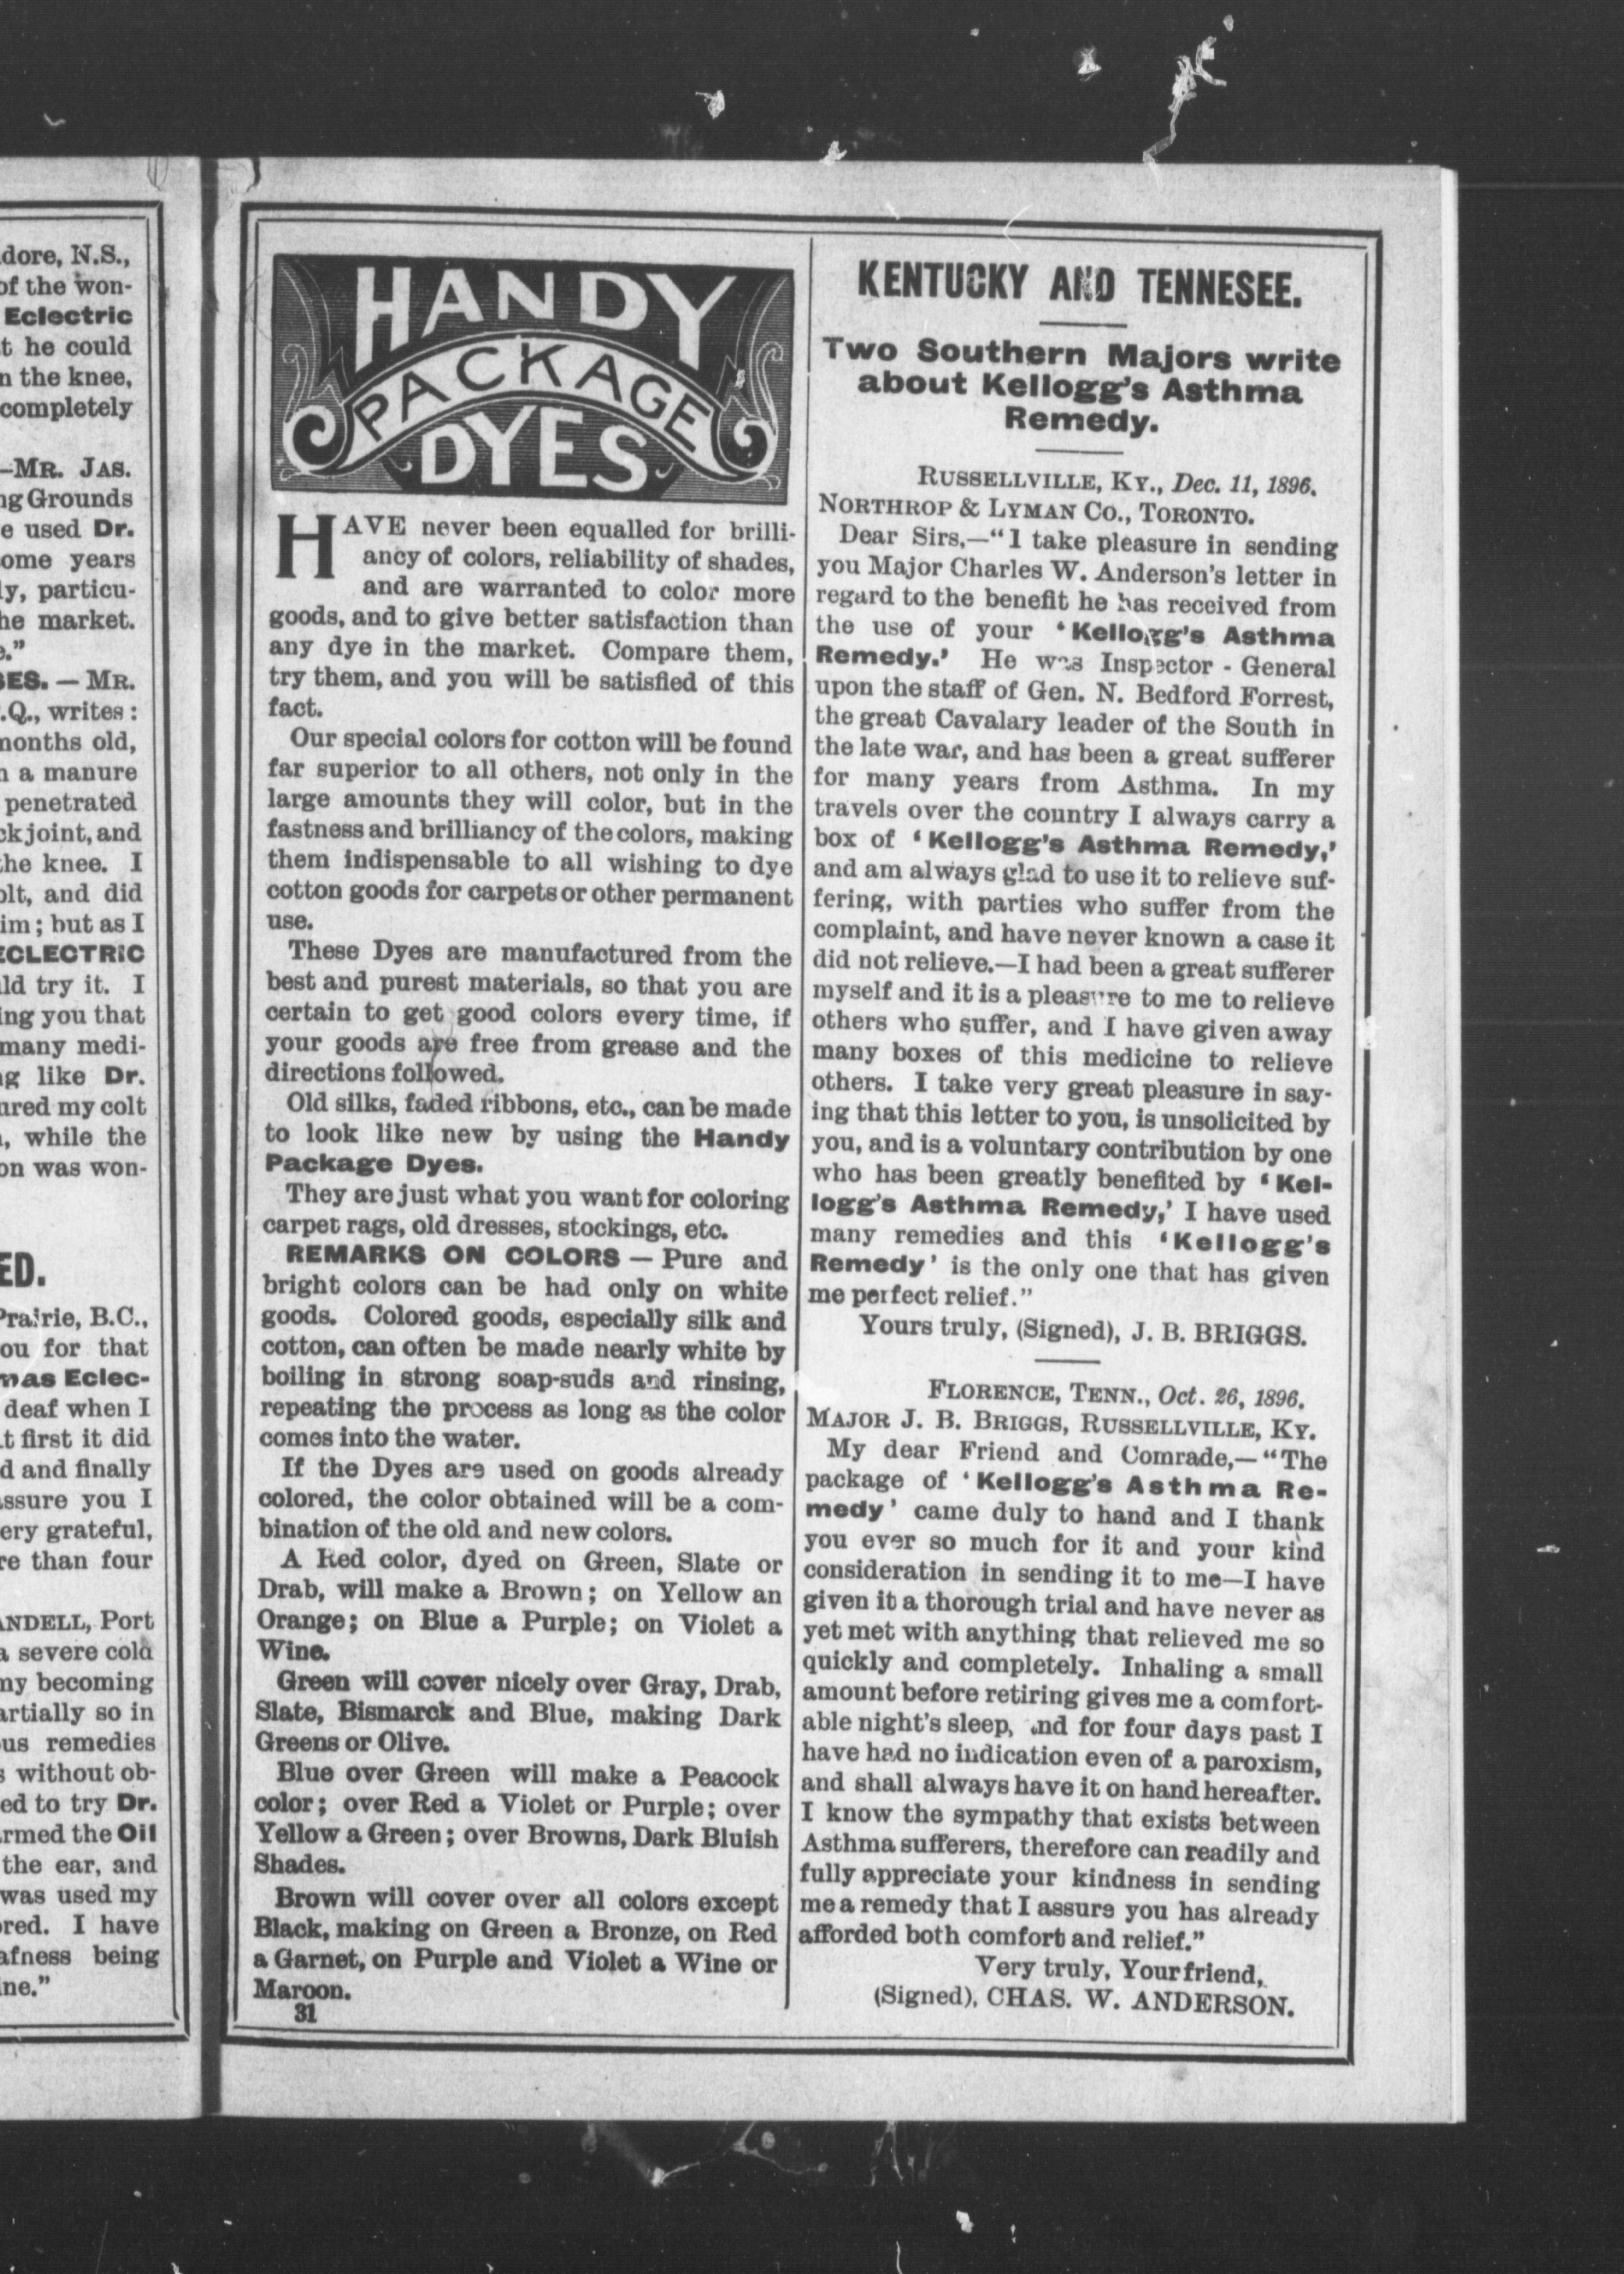 dore, N.S.,
of the won-
Eclectric
t he could
n the knee,
completely
—MR. JAS.
ng Grounds
e used Dr.
ome years
ly, particu-
he market.
e."
SES. — MR.
.Q., writes:
months old,
n a manure
penetrated
ck joint, and
the knee. I
olt, and did
im; but as I
ECLECTRIC
ld try it. I
ing you that
many medi-
ng like Dr.
ured my colt
, while the
on was won-
ED.
Prairie, B.C.,
ou for that
mas Eclec-
deaf when I
t first it did
d and finally
ssure you I
ery grateful,
re than four
ANDELL, Port
a severe cold
my becoming
artially so in
ous remedies
s without ob-
ed to try Dr.
rmed the Oil
the ear, and
was used my
ored. I have
afness being
ine."
HANDY
PACKAGE
DYES
HAVE never been equalled for brilli-
ancy of colors, reliability of shades,
and are warranted to color more
goods, and to give better satisfaction than
any dye in the market. Compare them,
try them, and you will be satisfied of this
fact.
Our special colors for cotton will be found
far superior to all others, not only in the
large amounts they will color, but in the
fastness and brilliancy of the colors, making
them indispensable to all wishing to dye
cotton goods for carpets or other permanent
use.
These Dyes are manufactured from the
best and purest materials, so that you are
certain to get good colors every time, if
your goods are free from grease and the
directions followed.
Old silks, faded ribbons, etc., can be made
to look like new by using the Handy
Package Dyes.
They are just what you want for coloring
carpet rags, old dresses, stockings, etc.
REMARKS ON COLORS — Pure and
bright colors can be had only on white
goods. Colored goods, especially silk and
cotton, can often be made nearly white by
boiling in strong soap-suds and rinsing,
repeating the process as long as the color
comes into the water.
If the Dyes are used on goods already
colored, the color obtained will be a com-
bination of the old and new colors.
A Red color, dyed on Green, Slate or
Drab, will make a Brown; on Yellow an
Orange; on Blue a Purple; on Violet a
Wine.
Green will cover nicely over Gray, Drab,
Slate, Bismarck and Blue, making Dark
Greens or Olive.
Blue over Green will make a Peacock
color; over Red a Violet or Purple; over
Yellow a Green; over Browns, Dark Bluish
Shades.
Brown will cover over all colors except
Black, making on Green a Bronze, on Red
a Garnet, on Purple and Violet a Wine or
Maroon.
31
KENTUCKY AND TENNESEE.
Two Southern Majors write
about Kellogg's Asthma
Remedy.
RUSSELLVILLE, KY., Dec. 11, 1896.
NORTHROP & LYMAN CO., TORONTO.
Dear Sirs,—"I take pleasure in sending
you Major Charles W. Anderson's letter in
regard to the benefit he has received from
the use of your 'Kellogg's Asthma
Remedy.' He was Inspector - General
upon the staff of Gen. N. Bedford Forrest,
the great Cavalary leader of the South in
the late war, and has been a great sufferer
for many years from Asthma. In my
travels over the country I always carry a
box of 'Kellogg's Asthma Remedy,'
and am always glad to use it to relieve suf-
fering, with parties who suffer from the
complaint, and have never known a case it
did not relieve.—I had been a great sufferer
myself and it is a pleasure to me to relieve
others who suffer, and I have given away
many boxes of this medicine to relieve
others. I take very great pleasure in say-
ing that this letter to you, is unsolicited by
you, and is a voluntary contribution by one
who has been greatly benefited by 'Kel-
logg's Asthma Remedy,' I have used
many remedies and this 'Kellogg's
Remedy' is the only one that has given
me perfect relief."
Yours truly, (Signed), J. B. BRIGGS.
FLORENCE, TENN., Oct. 26, 1896.
MAJOR J. B. BRIGGS, RUSSELLVILLE, KY.
My dear Friend and Comrade,—"The
package of 'Kellogg's Asthma Re-
medy' came duly to hand and I thank
you ever so much for it and your kind
consideration in sending it to me—I have
given it a thorough trial and have never as
yet met with anything that relieved me so
quickly and completely. Inhaling a small
amount before retiring gives me a comfort-
able night's sleep, and for four days past I
have had no indication even of a paroxism,
and shall always have it on hand hereafter.
I know the sympathy that exists between
Asthma sufferers, therefore can readily and
fully appreciate your kindness in sending
me a remedy that I assure you has already
afforded both comfort and relief."
Very truly, Your friend,
(Signed), CHAS. W. ANDERSON.